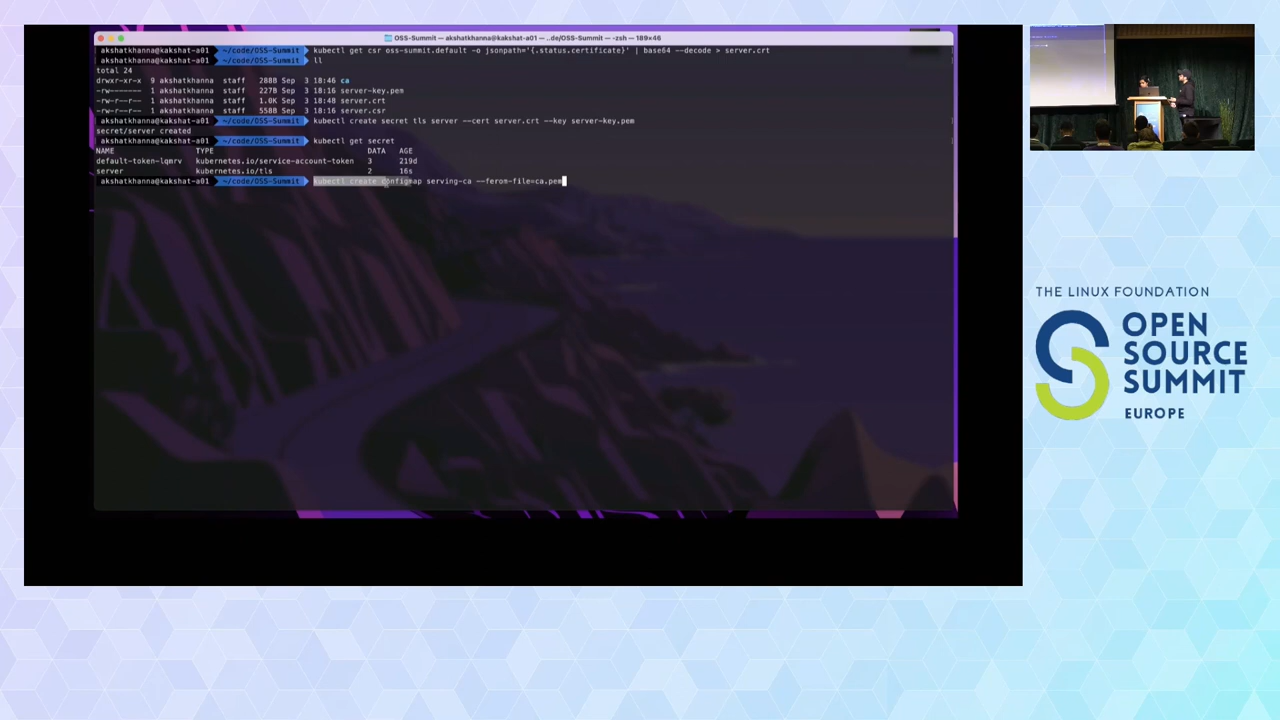 OSS-Summit — akshatkhanna@kakshat-a01 — ..de/OSS-Summit — -zsh — 189×46
akshatkhanna@kakshat-a01 ~/code/OSS-Summit kubectl get csr oss-summit.default -o jsonpath='{.status.certificate}' | base64 --decode > server.crt
akshatkhanna@kakshat-a01 ~/code/OSS-Summit ll
total 24
drwxr-xr-x 9 akshatkhanna staff 288B Sep 3 18:46 ca
-rw------- 1 akshatkhanna staff 227B Sep 3 18:16 server-key.pem
-rw-r--r-- 1 akshatkhanna staff 1.0K Sep 3 18:48 server.crt
-rw-r--r-- 1 akshatkhanna staff 558B Sep 3 18:16 server.csr
akshatkhanna@kakshat-a01 ~/code/OSS-Summit kubectl create secret tls server --cert server.crt --key server-key.pem
secret/server created
akshatkhanna@kakshat-a01 ~/code/OSS-Summit kubectl get secret
NAME TYPE DATA AGE
default-token-lqmrv kubernetes.io/service-account-token 3 219d
server kubernetes.io/tls 2 16s
akshatkhanna@kakshat-a01 ~/code/OSS-Summit kubectl create configmap serving-ca --ferom-file=ca.pem
THE LINUX FOUNDATION
OPEN
SOURCE
SUMMIT
EUROPE